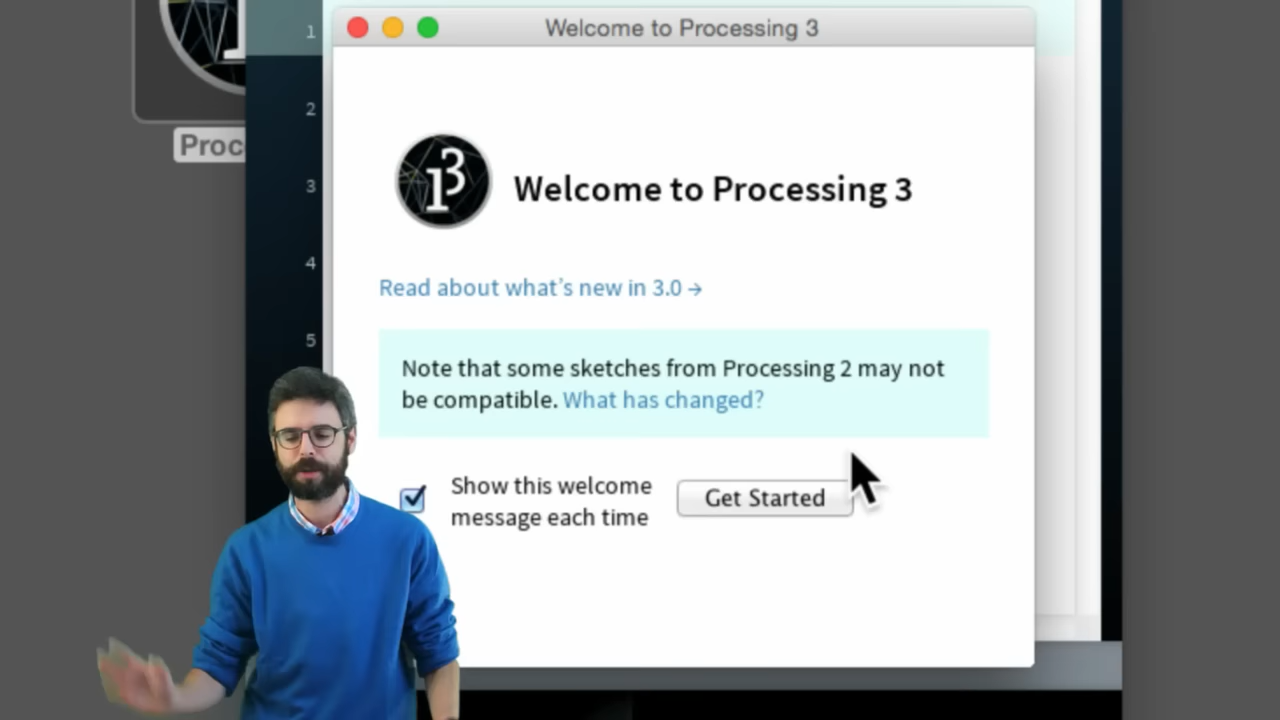 Welcome to Processing 3
1
2
Proc
3
Welcome to Processing 3
4
Read about what's new in 3.0 →
5
Note that some sketches from Processing 2 may not
be compatible. What has changed?
Show this welcome
message each time
Get Started